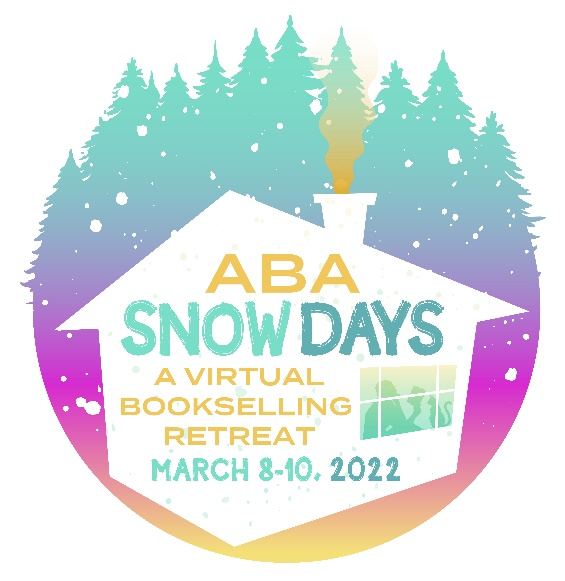 ABA
SNOW DAYS
A VIRTUAL
BOOKSELLING
RETREAT
MARCH 8-10, 2022